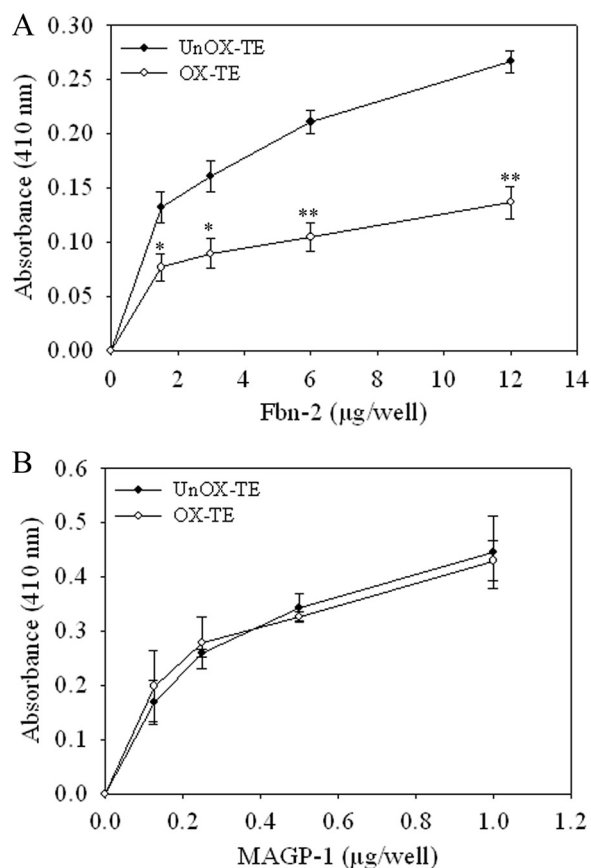 A
UnOX-TE
OX-TE
Absorbance (410 nm)
0.30
0.25
0.20
0.15
0.10
0.05
0.00
* * ** **
0 2 4 6 8 10 12 14
Fbn-2 (µg/well)
B
UnOX-TE
OX-TE
Absorbance (410 nm)
0.6
0.5
0.4
0.3
0.2
0.1
0.0
0.0 0.2 0.4 0.6 0.8 1.0 1.2
MAGP-1 (µg/well)